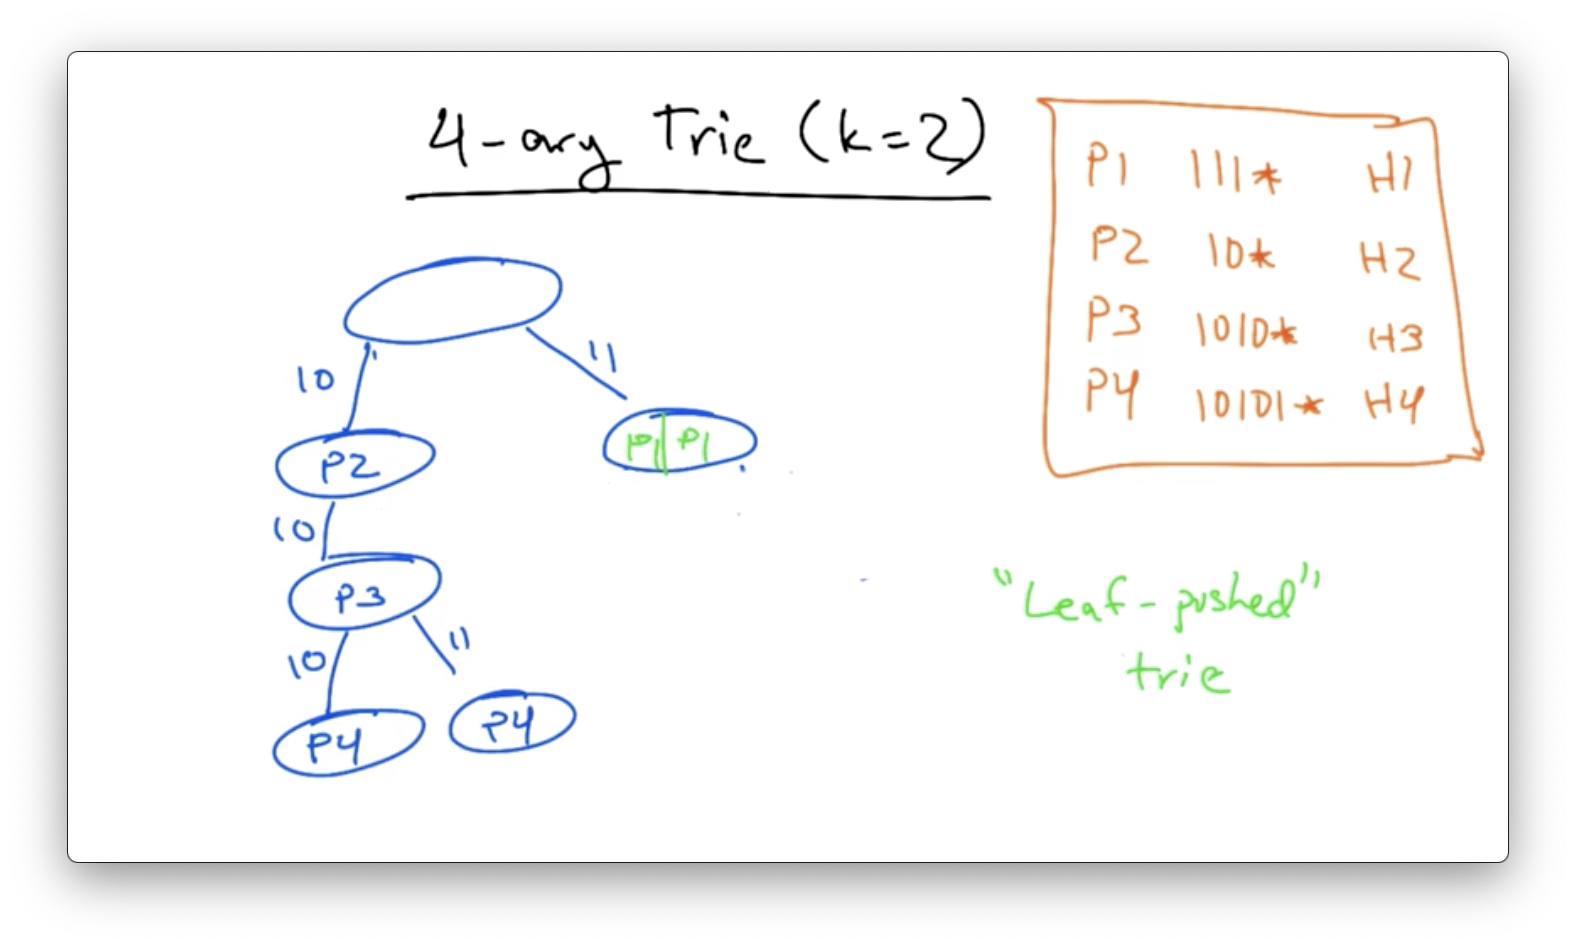 4-ary Trie (k=2)
P1 111* H1
P2 10* H2
P3 1010* H3
P4 10101* H4
10
11
P2
P1 P1
10
P3
10
11
P4
P4
"Leaf-pushed"
trie